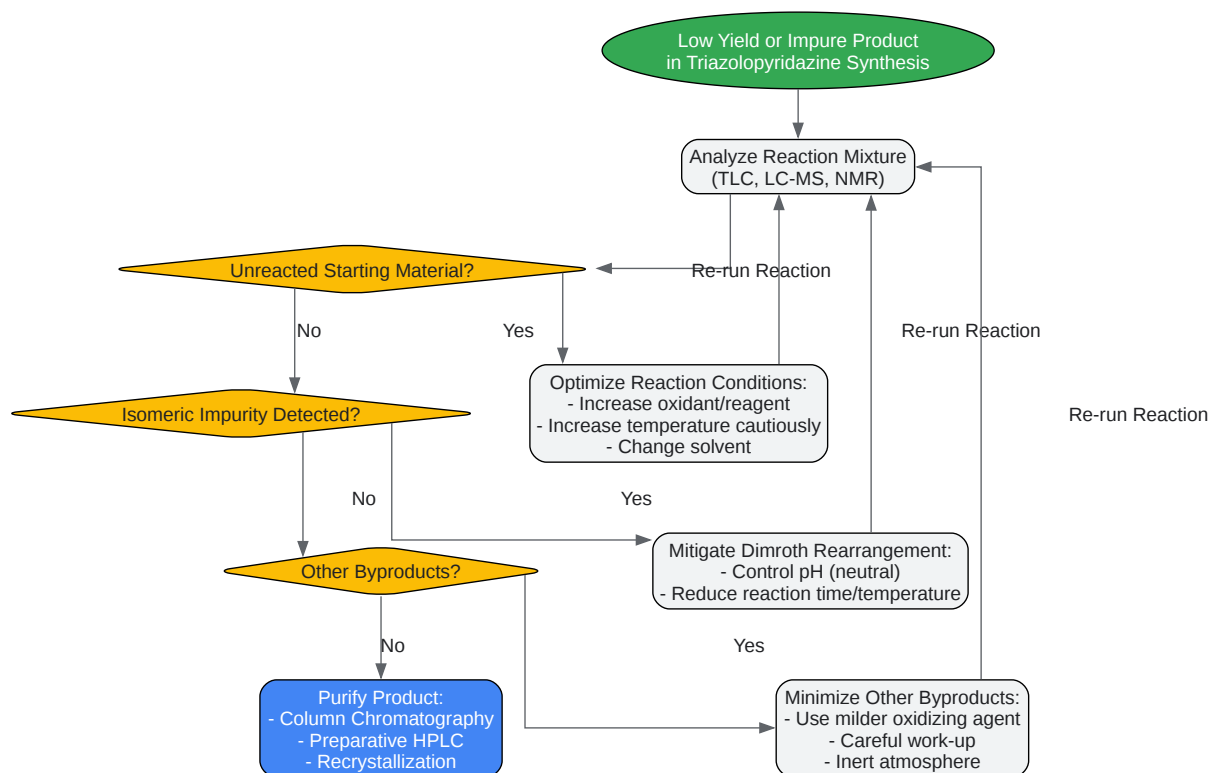 Low Yield or Impure Product
in Triazolopyridazine Synthesis
Analyze Reaction Mixture
(TLC, LC-MS, NMR)
Unreacted Starting Material?
Re-run Reaction
No
Yes
Re-run Reaction
Optimize Reaction Conditions:
- Increase oxidant/reagent
- Increase temperature cautiously
- Change solvent
Isomeric Impurity Detected?
Re-run Reaction
No
Yes
Mitigate Dimroth Rearrangement:
- Control pH (neutral)
- Reduce reaction time/temperature
Other Byproducts?
No
Yes
Purify Product:
- Column Chromatography
- Preparative HPLC
- Recrystallization
Minimize Other Byproducts:
- Use milder oxidizing agent
- Careful work-up
- Inert atmosphere